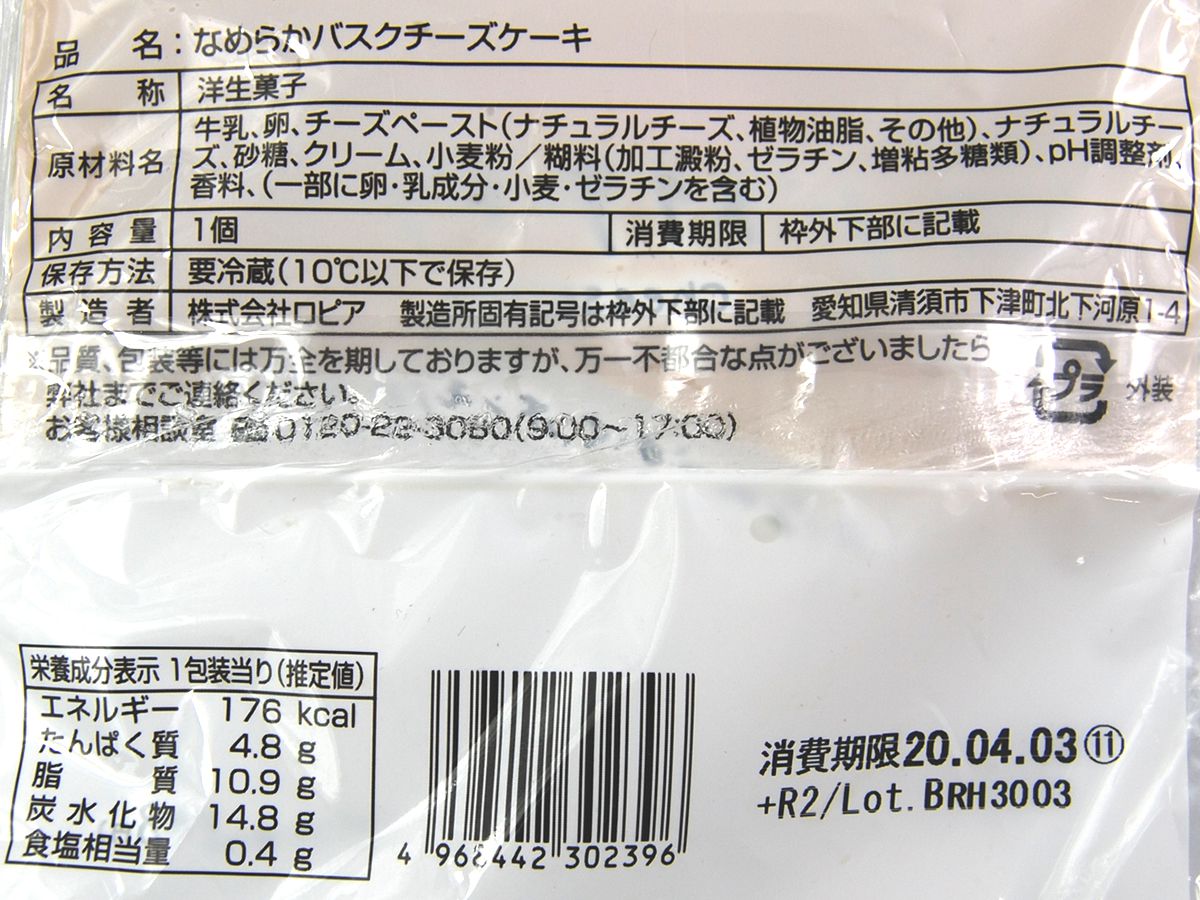 品名:なめらかバスクチーズケーキ
名称 洋生菓子
原材料名 牛乳、卵、チーズペースト(ナチュラルチーズ、植物油脂、その他)、ナチュラルチー
ズ、砂糖、クリーム、小麦粉/糊料(加工澱粉、ゼラチン、増粘多糖類)、pH調整剤、
香料、(一部に卵・乳成分・小麦・ゼラチンを含む)
内容量 1個 消費期限 枠外下部に記載
保存方法 要冷蔵(10℃以下で保存)
製造者 株式会社ロピア 製造所固有記号は枠外下部に記載 愛知県清須市下津町北下河原1-4
※品質、包装等には万全を期しておりますが、万一不都合な点がございましたら
弊社までご連絡ください。
お客様相談室 0120-22-3080(9:00〜17:00)
プラ 外装
栄養成分表示 1包装当り(推定値)
エネルギー 176 kcal
たんぱく質 4.8 g
脂質 10.9 g
炭水化物 14.8 g
食塩相当量 0.4 g
4 968442 302396
消費期限20.04.03⑪
+R2/Lot.BRH3003